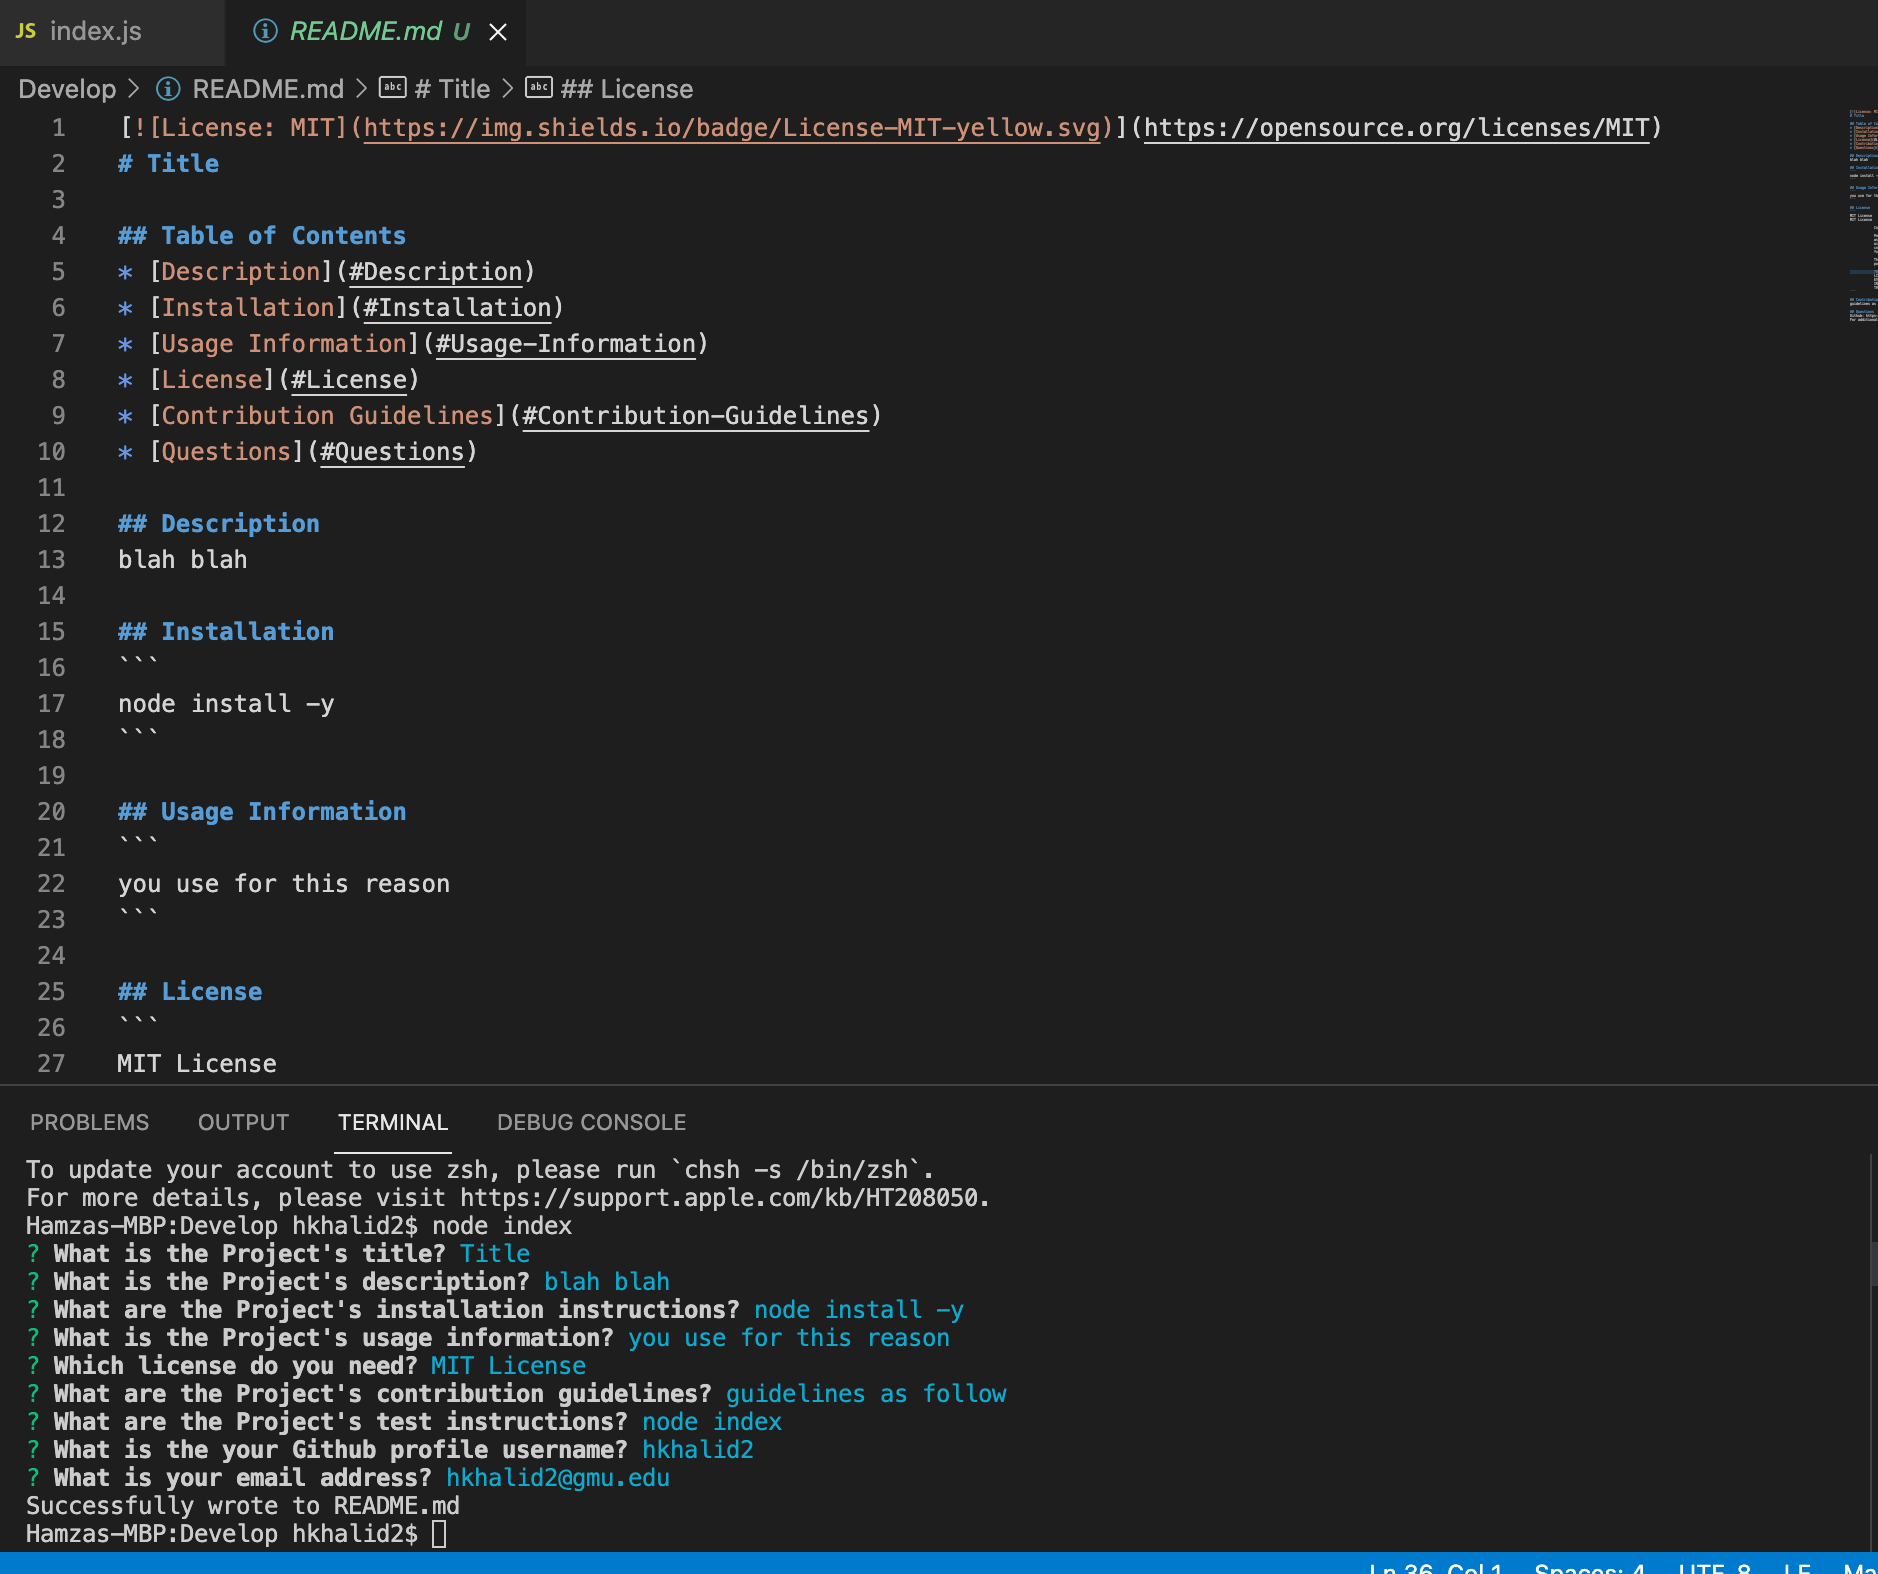 JS index.js README.md U
Develop > README.md > # Title > ## License
1 [![License: MIT](https://img.shields.io/badge/License-MIT-yellow.svg)](https://opensource.org/licenses/MIT)
2 # Title
3
4 ## Table of Contents
5 * [Description](#Description)
6 * [Installation](#Installation)
7 * [Usage Information](#Usage-Information)
8 * [License](#License)
9 * [Contribution Guidelines](#Contribution-Guidelines)
10 * [Questions](#Questions)
11
12 ## Description
13 blah blah
14
15 ## Installation
16 ```
17 node install -y
18 ```
19
20 ## Usage Information
21 ```
22 you use for this reason
23 ```
24
25 ## License
26 ```
27 MIT License
PROBLEMS OUTPUT TERMINAL DEBUG CONSOLE
To update your account to use zsh, please run `chsh -s /bin/zsh`.
For more details, please visit https://support.apple.com/kb/HT208050.
Hamzas-MBP:Develop hkhalid2$ node index
? What is the Project's title? Title
? What is the Project's description? blah blah
? What are the Project's installation instructions? node install -y
? What is the Project's usage information? you use for this reason
? Which license do you need? MIT License
? What are the Project's contribution guidelines? guidelines as follow
? What are the Project's test instructions? node index
? What is the your Github profile username? hkhalid2
? What is your email address? hkhalid2@gmu.edu
Successfully wrote to README.md
Hamzas-MBP:Develop hkhalid2$
Ln 36, Col 1 Spaces: 4 UTF-8 LF Ma